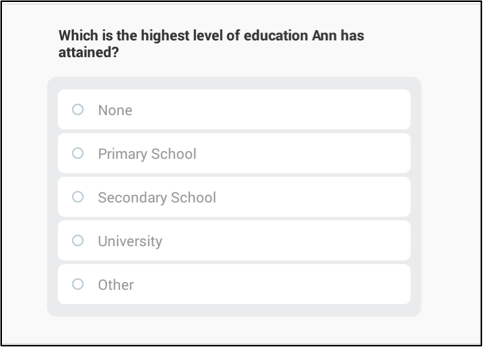 Which is the highest level of education Ann has
attained?
None
Primary School
Secondary School
University
Other